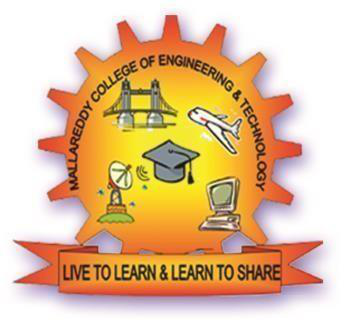 MALLAREDDY COLLEGE OF ENGINEERING & TECHNOLOGY
LIVE TO LEARN & LEARN TO SHARE